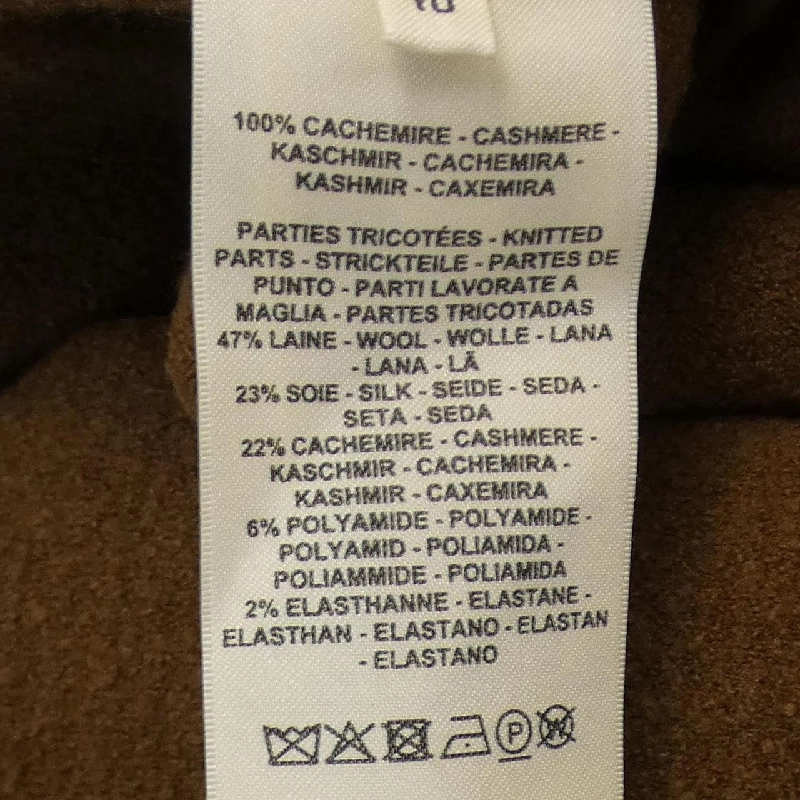 100% CACHEMIRE - CASHMERE -
KASCHMIR - CACHEMIRA -
KASHMIR - CAXEMIRA
PARTIES TRICOTÉES - KNITTED
PARTS - STRICKTEILE - PARTES DE
PUNTO - PARTI LAVORATE A
MAGLIA - PARTES TRICOTADAS
47% LAINE - WOOL - WOLLE - LANA
- LANA - LÃ
23% SOIE - SILK - SEIDE - SEDA -
SETA - SEDA
22% CACHEMIRE - CASHMERE -
KASCHMIR - CACHEMIRA -
KASHMIR - CAXEMIRA
6% POLYAMIDE - POLYAMIDE -
POLYAMID - POLIAMIDA -
POLIAMMIDE - POLIAMIDA
2% ELASTHANNE - ELASTANE -
ELASTHAN - ELASTANO - ELASTAN
- ELASTANO
P W